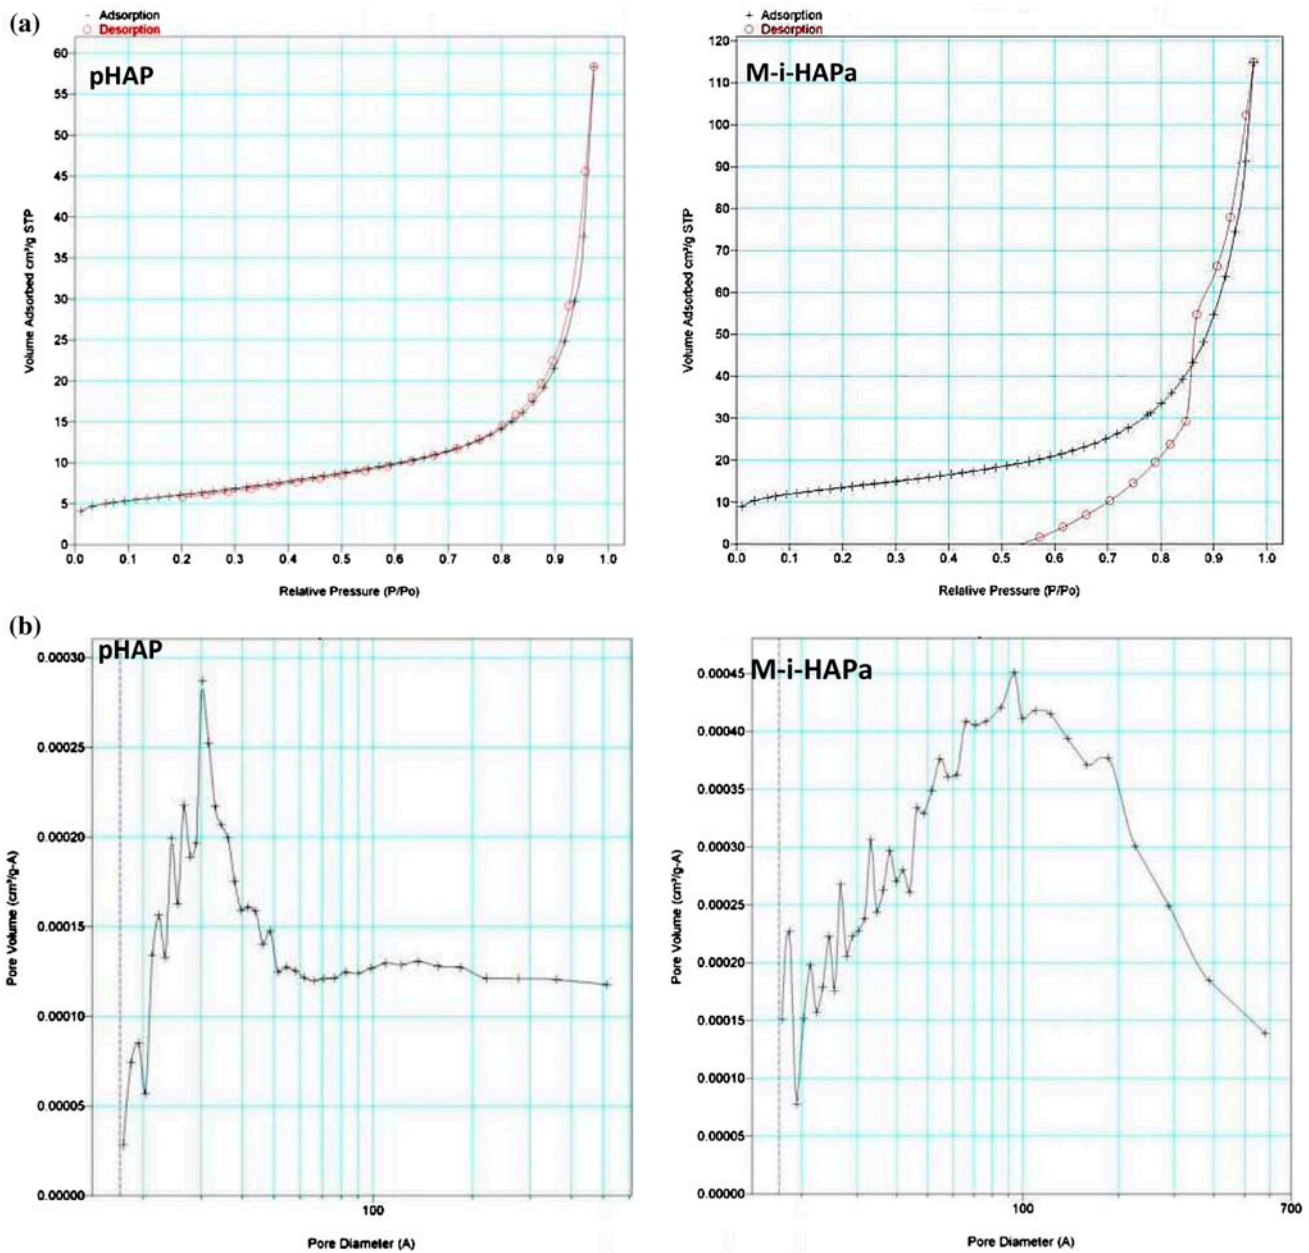 (a)
Adsorption
Desorption
pHAP
60
55
50
45
40
35
30
25
20
15
10
5
0
Volume Adsorbed cm³/g STP
0.0 0.1 0.2 0.3 0.4 0.5 0.6 0.7 0.8 0.9 1.0
Relative Pressure (P/Po)
Adsorption
Desorption
M-i-HAPa
120
115
100
90
80
70
60
50
40
30
20
10
0
Volume Adsorbed cm³/g STP
0.0 0.1 0.2 0.3 0.4 0.5 0.6 0.7 0.8 0.9 1.0
Relative Pressure (P/Po)
(b)
pHAP
0.00030
0.00025
0.00020
0.00015
0.00010
0.00005
0.00000
Pore Volume (cm³/g-A)
100
Pore Diameter (A)
M-i-HAPa
0.00045
0.00040
0.00035
0.00030
0.00025
0.00020
0.00015
0.00010
0.00005
0.00000
Pore Volume (cm³/g-A)
100 700
Pore Diameter (A)